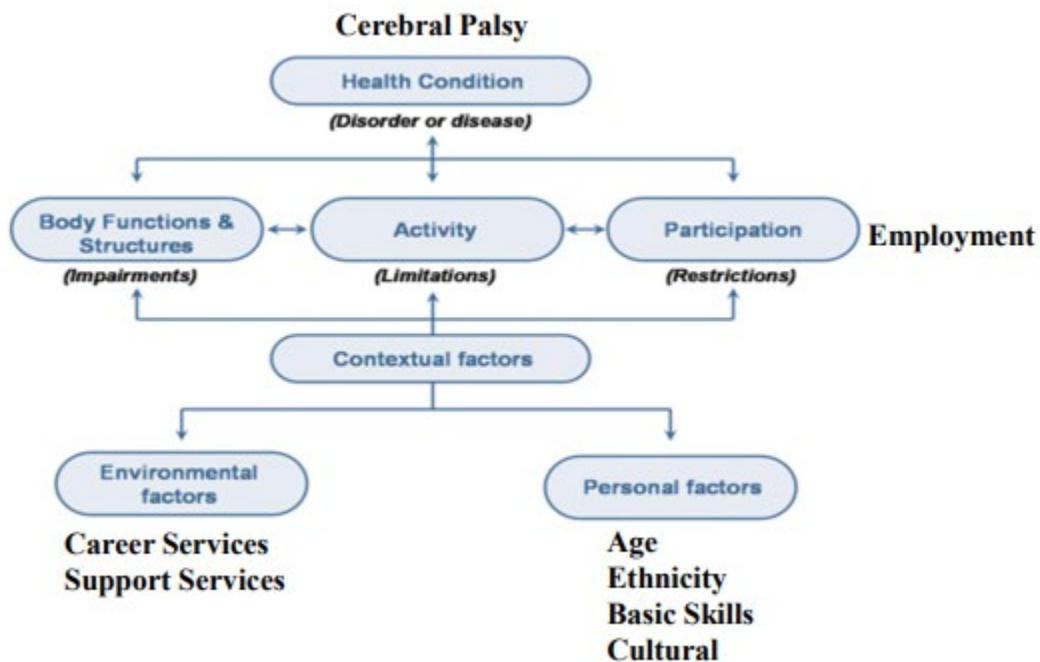 Cerebral Palsy
Health Condition
(Disorder or disease)
Body Functions &
Structures
(Impairments)
Activity
(Limitations)
Participation
(Restrictions)
Employment
Contextual factors
Environmental
factors
Career Services
Support Services
Personal factors
Age
Ethnicity
Basic Skills
Cultural